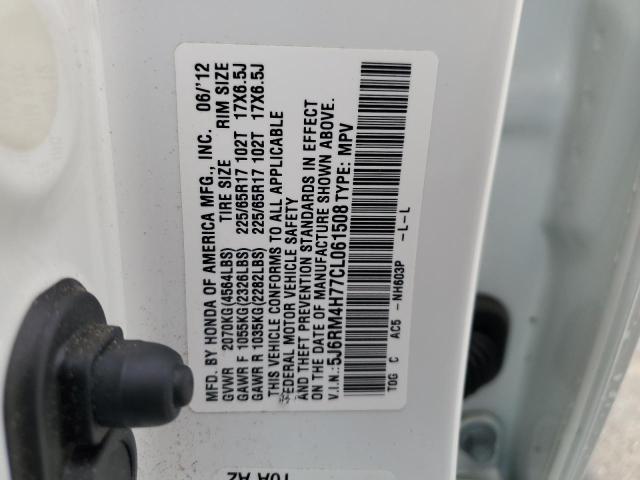 MFD. BY HONDA OF AMERICA MFG., INC. 06/'12
GVWR 2070KG(4564LBS) TIRE SIZE RIM SIZE
GAWR F 1055KG(2326LBS) 225/65R17 102T 17X6.5J
GAWR R 1035KG(2282LBS) 225/65R17 102T 17X6.5J
THIS VEHICLE CONFORMS TO ALL APPLICABLE
FEDERAL MOTOR VEHICLE SAFETY
AND THEFT PREVENTION STANDARDS IN EFFECT
ON THE DATE OF MANUFACTURE SHOWN ABOVE.
V.I.N.: 5J6RM4H77CL061508 TYPE: MPV
T0G C AC5 -NH603P -L-L
T0A A2